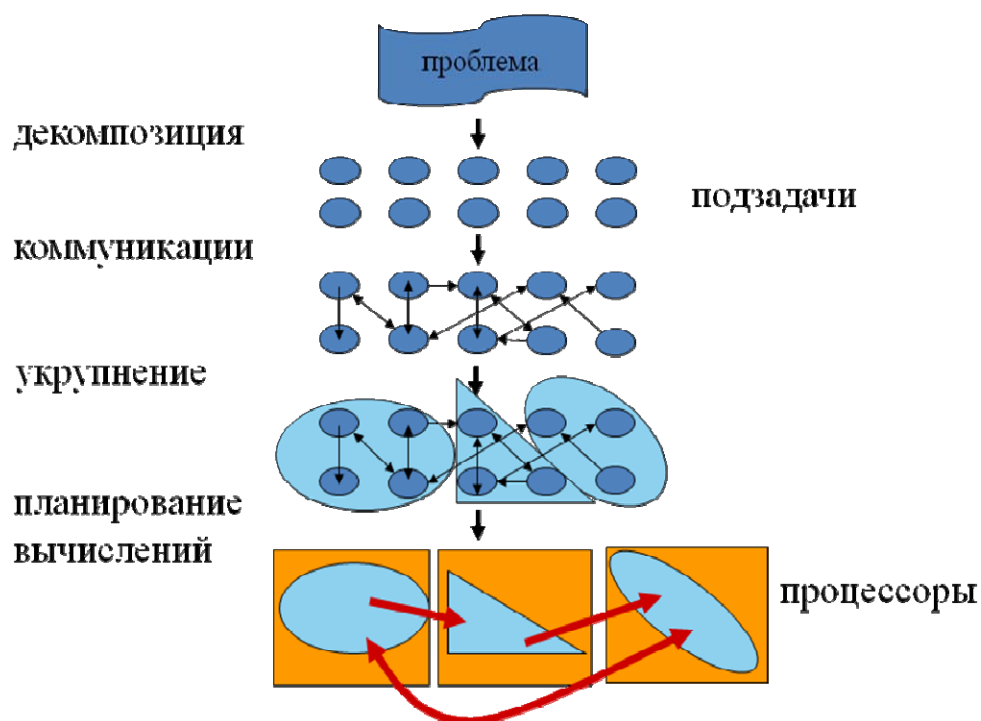 проблема
декомпозиция
подзадачи
коммуникации
укрупнение
планирование
вычислений
процессоры